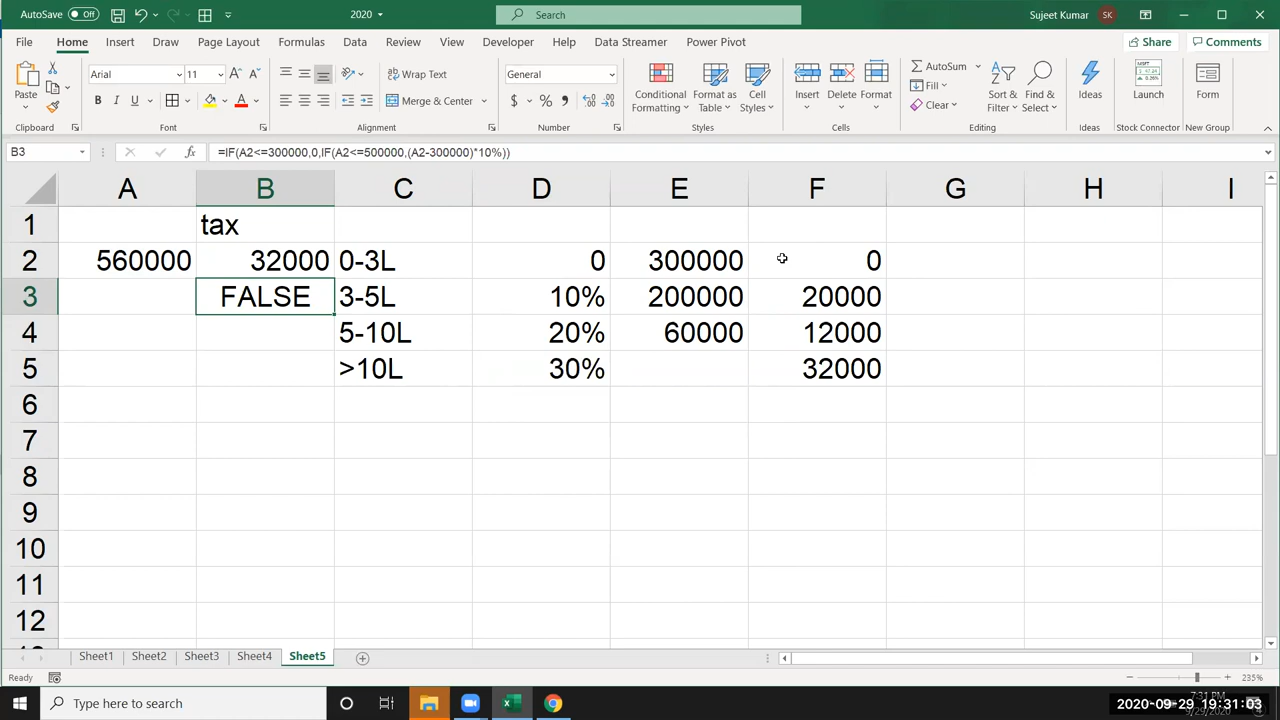 AutoSave Off 2020 Search Sujeet Kumar SK
File Home Insert Draw Page Layout Formulas Data Review View Developer Help Data Streamer Power Pivot Share Comments
Paste Arial 11 Wrap Text General Conditional Formatting Format as Table Cell Styles Insert Delete Format AutoSum Sort & Filter Find & Select Ideas Launch Form
B I U Merge & Center $ % Fill Clear
Clipboard Font Alignment Number Styles Cells Editing Ideas Stock Connector New Group
B3 fx =IF(A2<=300000,0,IF(A2<=500000,(A2-300000)*10%))
A B C D E F G H I
1 tax
2 560000 32000 0-3L 0 300000 0
3 FALSE 3-5L 10% 200000 20000
4 5-10L 20% 60000 12000
5 >10L 30% 32000
6
7
8
9
10
11
12
Sheet1 Sheet2 Sheet3 Sheet4 Sheet5
Ready 235%
Type here to search 2020-09-29 19:31:03